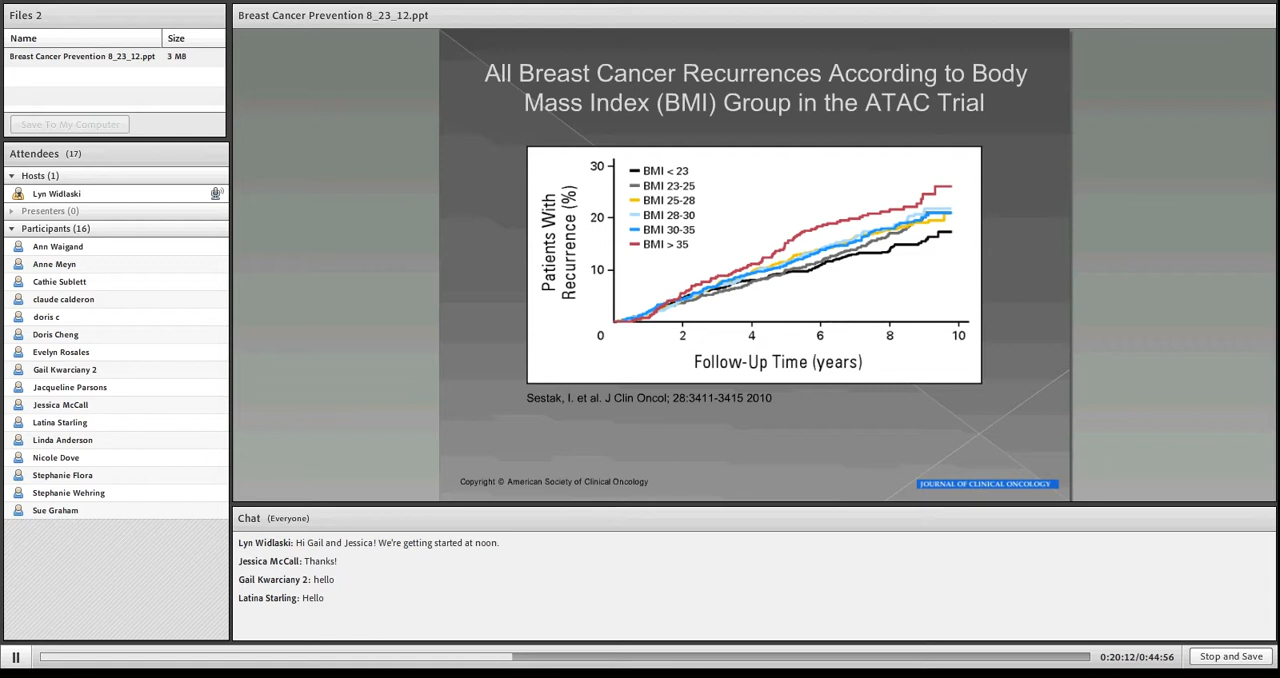 Files 2
Name Size
Breast Cancer Prevention 8_23_12.ppt 3 MB
Save To My Computer
Attendees (17)
Hosts (1)
Lyn Widlaski
Presenters (0)
Participants (16)
Ann Waigand
Anne Meyn
Cathie Sublett
claude calderon
doris c
Doris Cheng
Evelyn Rosales
Gail Kwarciany 2
Jacqueline Parsons
Jessica McCall
Latina Starling
Linda Anderson
Nicole Dove
Stephanie Flora
Stephanie Wehring
Sue Graham
Breast Cancer Prevention 8_23_12.ppt
All Breast Cancer Recurrences According to Body
Mass Index (BMI) Group in the ATAC Trial
Patients With
Recurrence (%)
30
20
10
BMI < 23
BMI 23-25
BMI 25-28
BMI 28-30
BMI 30-35
BMI > 35
0 2 4 6 8 10
Follow-Up Time (years)
Sestak, I. et al. J Clin Oncol; 28:3411-3415 2010
Copyright © American Society of Clinical Oncology
JOURNAL OF CLINICAL ONCOLOGY
Chat (Everyone)
Lyn Widlaski: Hi Gail and Jessica! We're getting started at noon.
Jessica McCall: Thanks!
Gail Kwarciany 2: hello
Latina Starling: Hello
0:20:12/0:44:56
Stop and Save